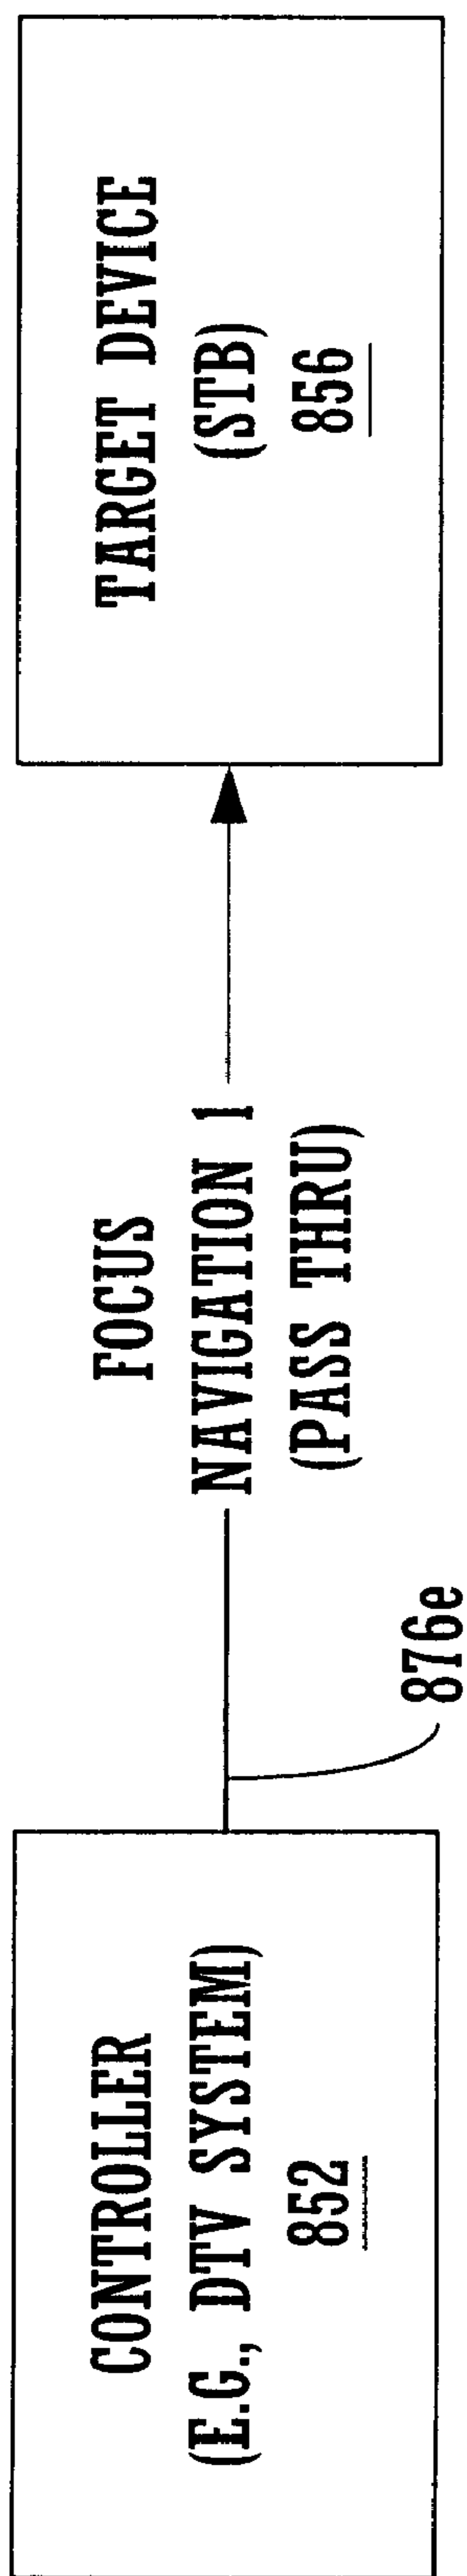 CONTROLLER
(E.G., DTV SYSTEM)
852
876e
FOCUS
NAVIGATION 1
(PASS THRU)
TARGET DEVICE
(STB)
856